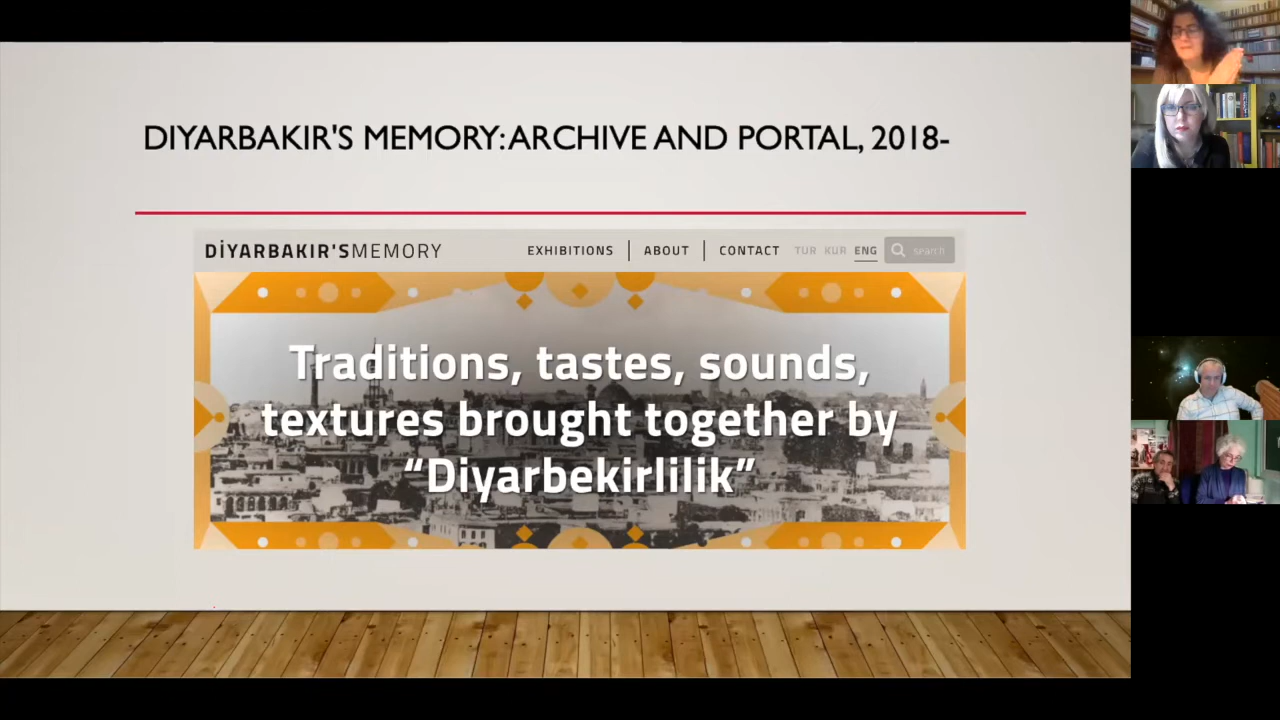 DIYARBAKIR'S MEMORY: ARCHIVE AND PORTAL, 2018-
DİYARBAKIR'SMEMORY
EXHIBITIONS | ABOUT | CONTACT TUR KUR ENG search
Traditions, tastes, sounds,
textures brought together by
“Diyarbekirlilik”